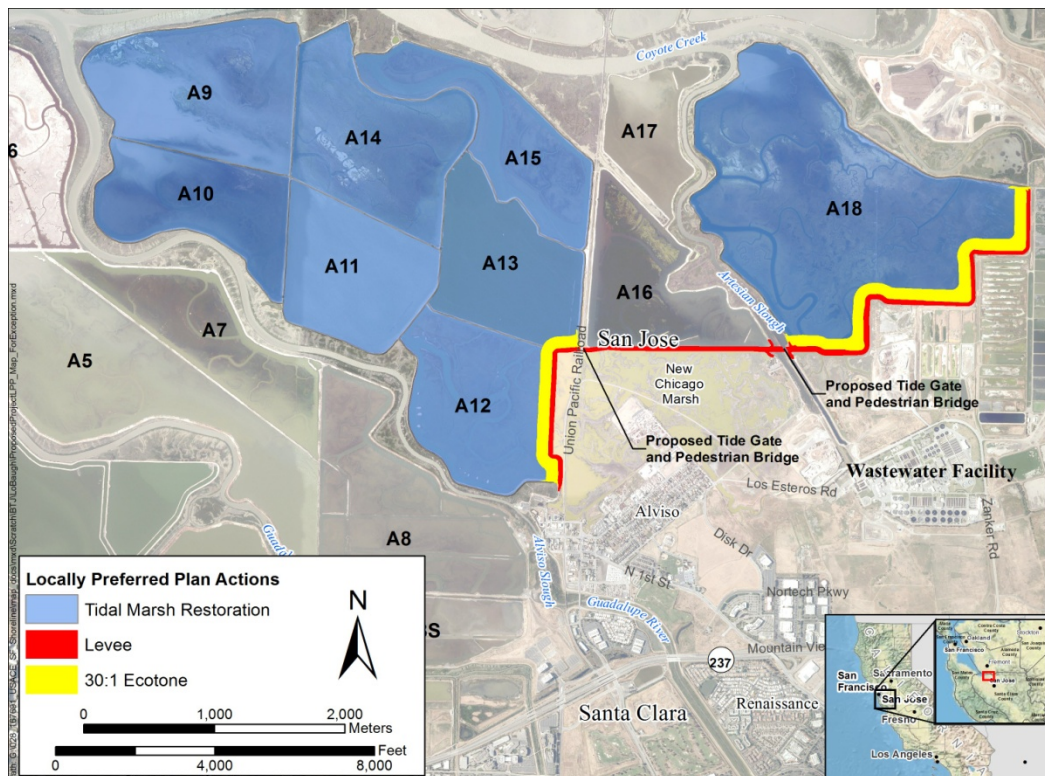 Coyote Creek
A9
A14
A17
A15
6
A10
A18
A11
A13
A16
Artesian Slough
A7
A5
San Jose
Union Pacific Railroad
New
Chicago
Marsh
Proposed Tide Gate
and Pedestrian Bridge
A12
Proposed Tide Gate
and Pedestrian Bridge
Wastewater Facility
Los Esteros Rd
Zanker Rd
Alviso
A8
Disk Dr
N 1st St
Nortech Pkwy
Alviso Slough
Guadalupe River
Mountain Vie
237
Santa Clara
Renaissance
Locally Preferred Plan Actions
Tidal Marsh Restoration
Levee
30:1 Ecotone
N
0 1,000 2,000
Meters
Feet
0 4,000 8,000
San
Francisco
Sacramento
San Jose
Fresno
Los Angeles
Oakland
San Francisco
Fremont
San Jose